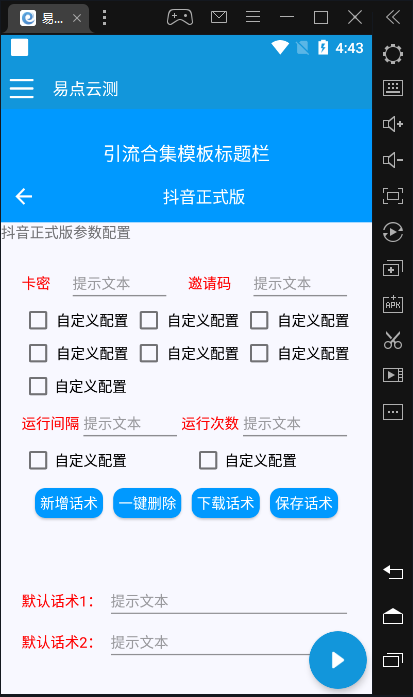 易...
4:43
易点云测
引流合集模板标题栏
抖音正式版
抖音正式版参数配置
卡密 提示文本 邀请码 提示文本
自定义配置 自定义配置 自定义配置
自定义配置 自定义配置 自定义配置
自定义配置
运行间隔 提示文本 运行次数 提示文本
自定义配置 自定义配置
新增话术 一键删除 下载话术 保存话术
默认话术1： 提示文本
默认话术2： 提示文本
APK